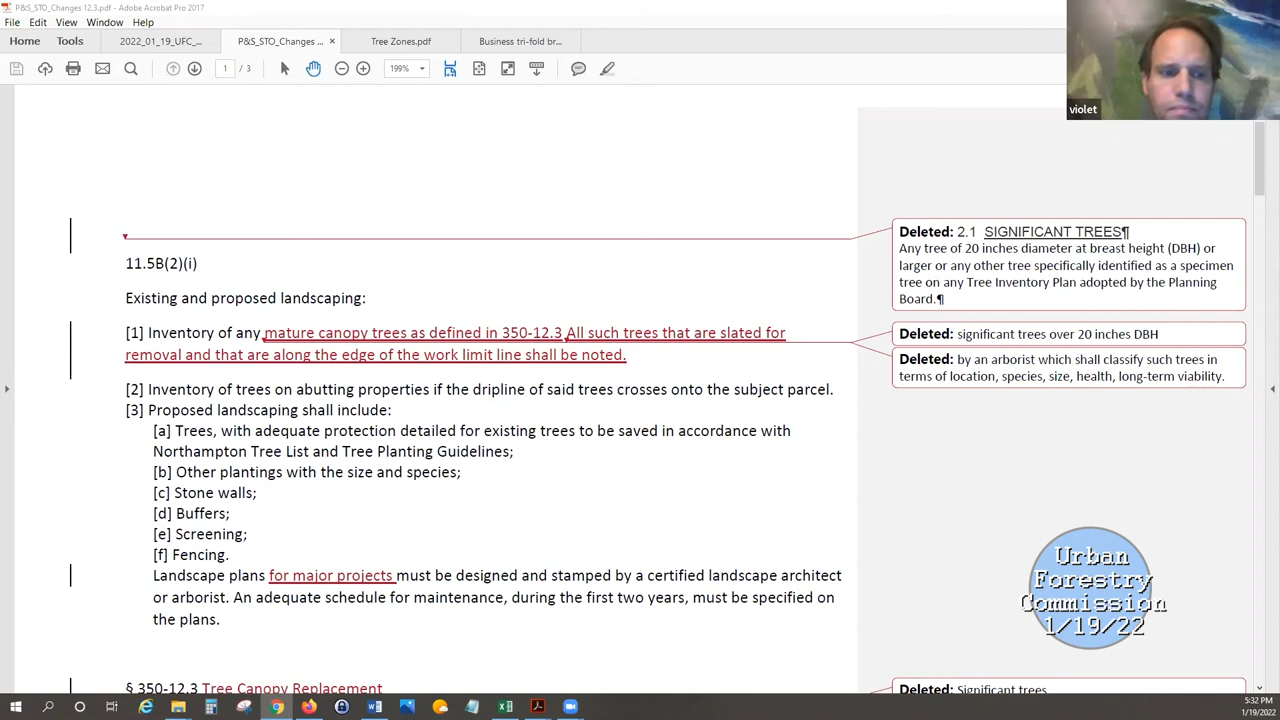 P&S_STO_Changes 12.3.pdf - Adobe Acrobat Pro 2017
File Edit View Window Help
Home Tools 2022_01_19_UFC_... P&S_STO_Changes ... × Tree Zones.pdf Business tri-fold br...
1 / 3 199%
violet
Deleted: 2.1 SIGNIFICANT TREES¶
Any tree of 20 inches diameter at breast height (DBH) or
larger or any other tree specifically identified as a specimen
tree on any Tree Inventory Plan adopted by the Planning
Board.¶
11.5B(2)(i)
Existing and proposed landscaping:
[1] Inventory of any mature canopy trees as defined in 350-12.3 All such trees that are slated for
removal and that are along the edge of the work limit line shall be noted.
Deleted: significant trees over 20 inches DBH
Deleted: by an arborist which shall classify such trees in
terms of location, species, size, health, long-term viability.
[2] Inventory of trees on abutting properties if the dripline of said trees crosses onto the subject parcel.
[3] Proposed landscaping shall include:
[a] Trees, with adequate protection detailed for existing trees to be saved in accordance with
Northampton Tree List and Tree Planting Guidelines;
[b] Other plantings with the size and species;
[c] Stone walls;
[d] Buffers;
[e] Screening;
[f] Fencing.
Landscape plans for major projects must be designed and stamped by a certified landscape architect
or arborist. An adequate schedule for maintenance, during the first two years, must be specified on
the plans.
Urban
Forestry
Commission
1/19/22
§ 350-12.3 Tree Canopy Replacement
Deleted: Significant trees
5:32 PM
1/19/2022